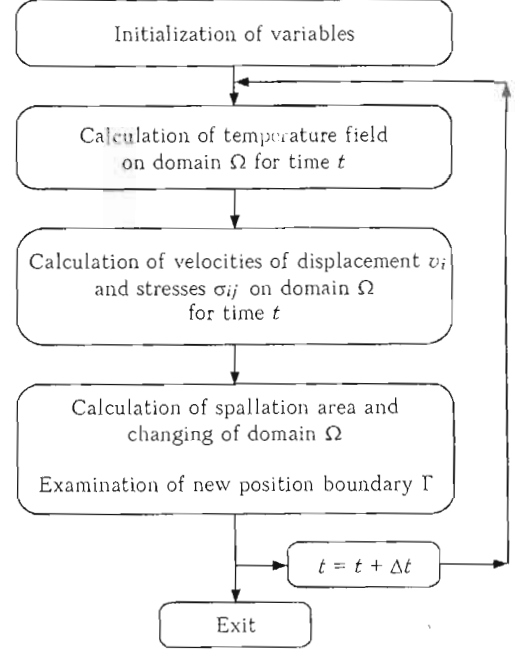 Initialization of variables
Calculation of temperature field
on domain Ω for time t
Calculation of velocities of displacement vi
and stresses σij on domain Ω
for time t
Calculation of spallation area and
changing of domain Ω
Examination of new position boundary Γ
t = t + Δt
Exit